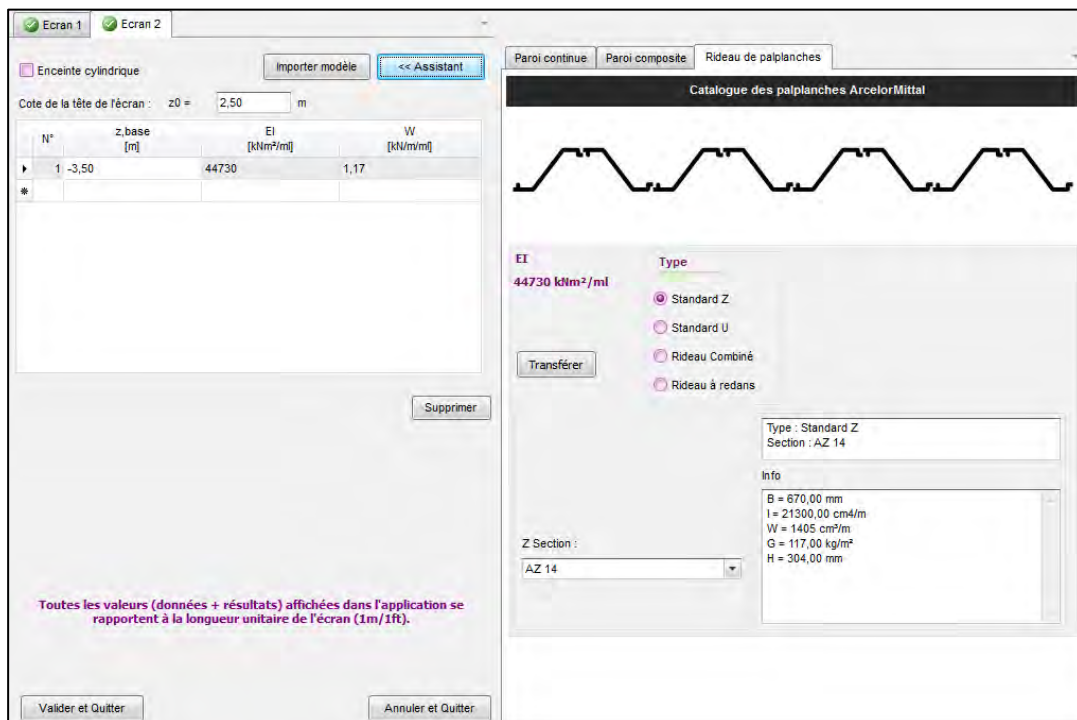 Ecran 1 Ecran 2
Enceinte cylindrique Importer modèle << Assistant
Cote de la tête de l'écran : z0 = 2,50 m
N° z,base [m] EI [kNm²/ml] W [kN/m/ml]
1 -3,50 44730 1,17
Supprimer
Toutes les valeurs (données + résultats) affichées dans l'application se
rapportent à la longueur unitaire de l'écran (1m/1ft).
Valider et Quitter Annuler et Quitter
Paroi continue Paroi composite Rideau de palplanches
Catalogue des palplanches ArcelorMittal
EI
44730 kNm²/ml
Transférer
Type
Standard Z
Standard U
Rideau Combiné
Rideau à redans
Type : Standard Z
Section : AZ 14
Info
B = 670,00 mm
I = 21300,00 cm4/m
W = 1405 cm³/m
G = 117,00 kg/m²
H = 304,00 mm
Z Section :
AZ 14